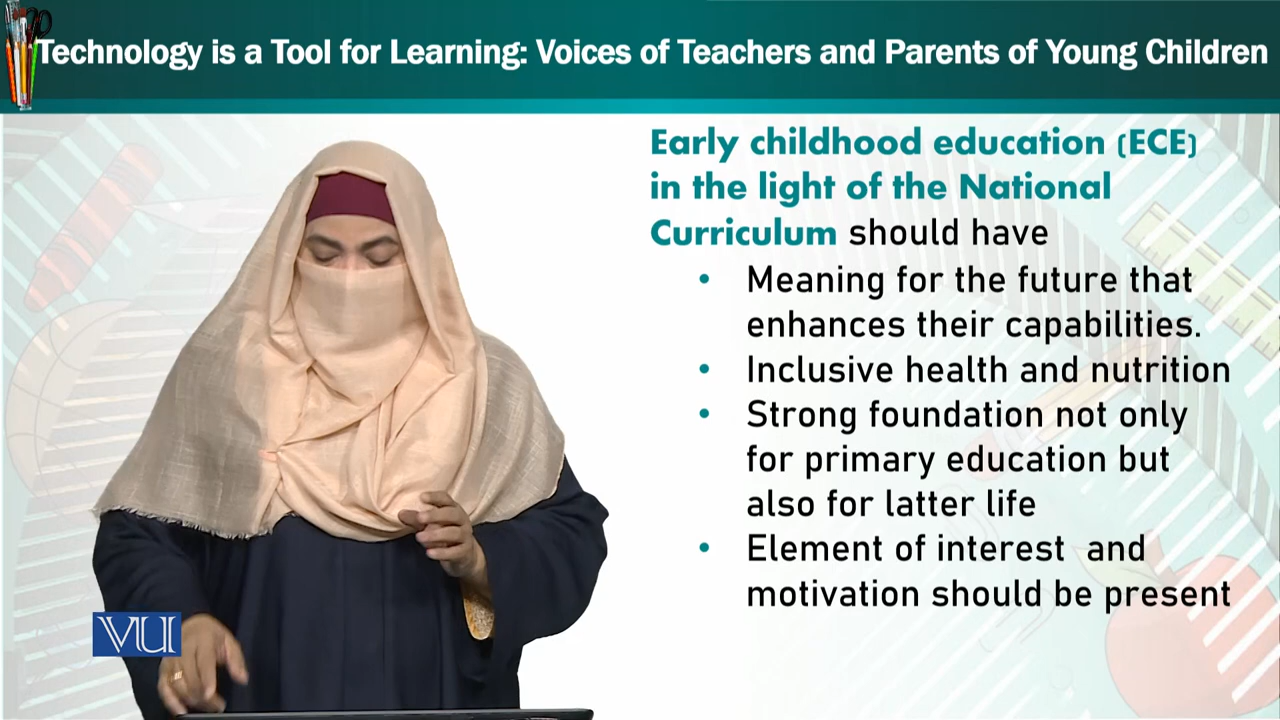 Technology is a Tool for Learning: Voices of Teachers and Parents of Young Children
Early childhood education (ECE)
in the light of the National
Curriculum should have
• Meaning for the future that
enhances their capabilities.
• Inclusive health and nutrition
• Strong foundation not only
for primary education but
also for latter life
• Element of interest and
motivation should be present
VU